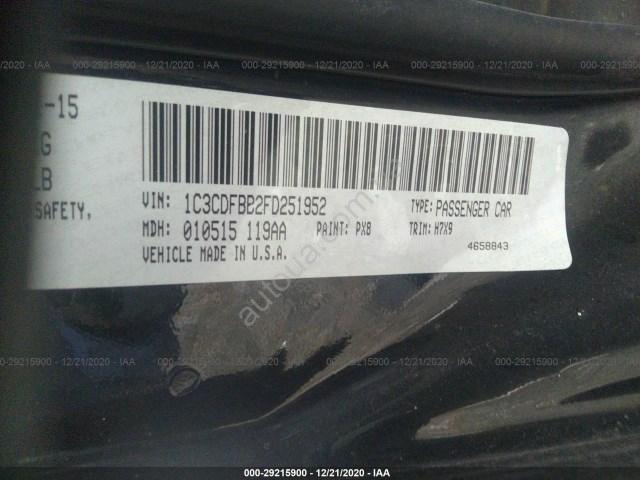 000-29215900 - 12/21/2020 - IAA
-15
G
LB
SAFETY,
VIN: 1C3CDFBB2FD251952
TYPE: PASSENGER CAR
MDH: 010515 119AA
PAINT: PX8
TRIM: H7X9
VEHICLE MADE IN U.S.A.
4658843
autoua.com
000-29215900 - 12/21/2020 - IAA
000-29215900 - 12/21/2020 - IAA